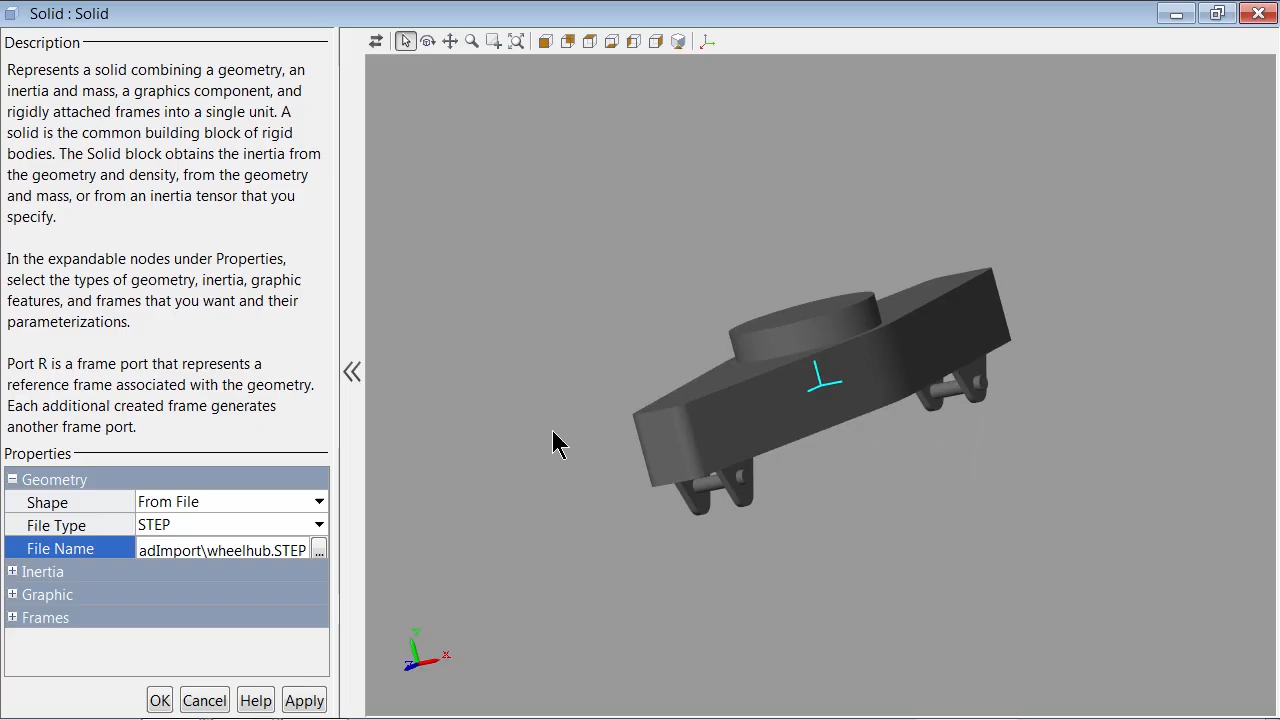 Solid : Solid
Description
Represents a solid combining a geometry, an
inertia and mass, a graphics component, and
rigidly attached frames into a single unit. A
solid is the common building block of rigid
bodies. The Solid block obtains the inertia from
the geometry and density, from the geometry
and mass, or from an inertia tensor that you
specify.
In the expandable nodes under Properties,
select the types of geometry, inertia, graphic
features, and frames that you want and their
parameterizations.
Port R is a frame port that represents a
reference frame associated with the geometry.
Each additional created frame generates
another frame port.
Properties
Geometry
Shape From File
File Type STEP
File Name adImport\wheelhub.STEP ...
Inertia
Graphic
Frames
OK Cancel Help Apply
Y
Z X